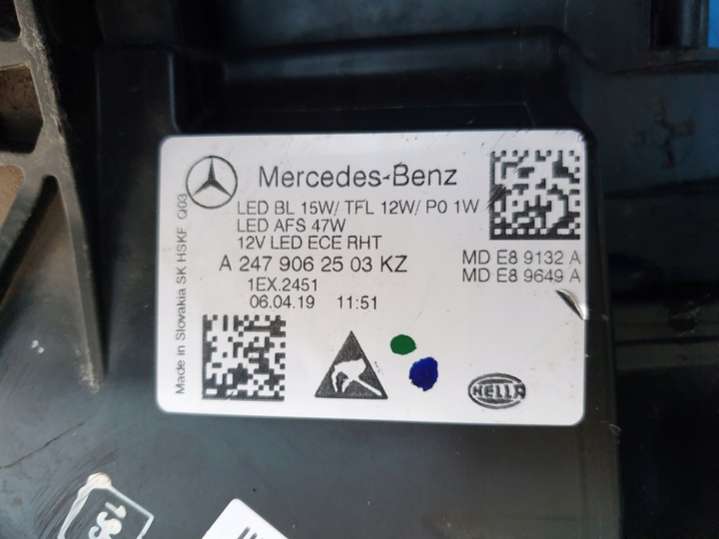 Mercedes-Benz
LED BL 15W/ TFL 12W/ PO 1W
LED AFS 47W
12V LED ECE RHT
A 247 906 25 03 KZ
1EX.2451
06.04.19 11:51
MD E8 9132 A
MD E8 9649 A
Made in Slovakia SK HSKF Q03
HELLA